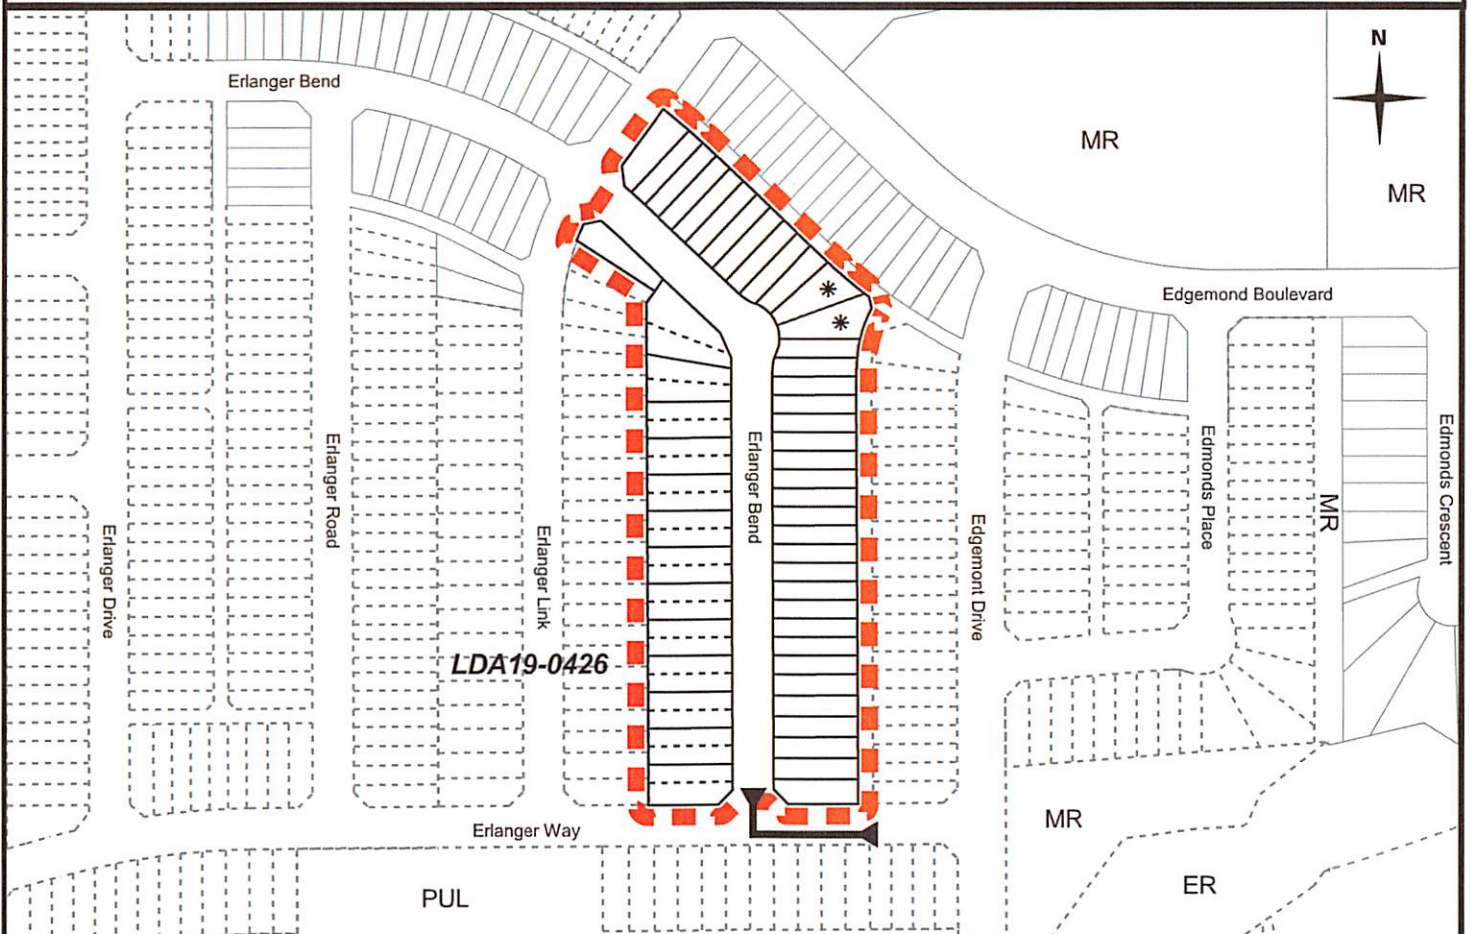 N
Erlanger Bend
MR
MR
Edgemond Boulevard
Erlanger Drive
Erlanger Road
Erlanger Link
Erlanger Bend
Edgemont Drive
Edmonds Place
MR
Edmonds Crescent
LDA19-0426
Erlanger Way
MR
PUL
ER